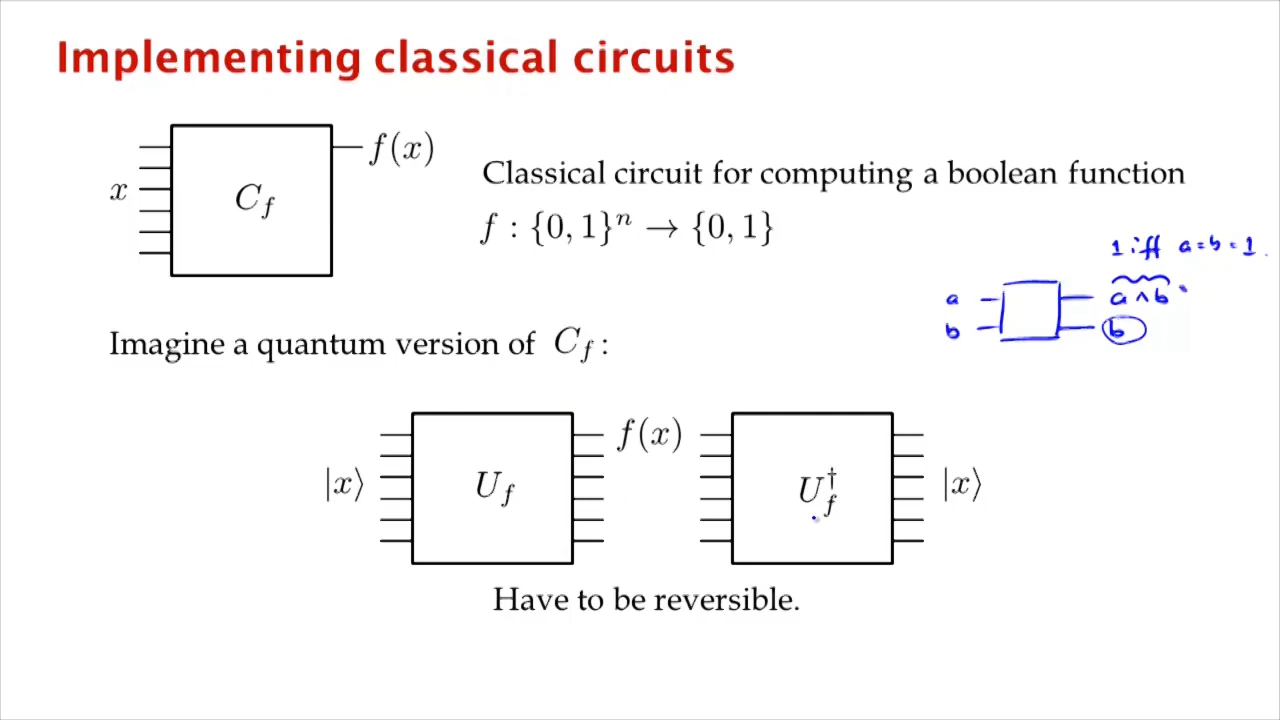 Implementing classical circuits
f(x)
x
C_f
Classical circuit for computing a boolean function
f : {0, 1}^n → {0, 1}
1 iff a = b = 1.
a
a ∧ b
b
b
Imagine a quantum version of C_f:
f(x)
|x⟩
U_f
U_f^†
|x⟩
Have to be reversible.